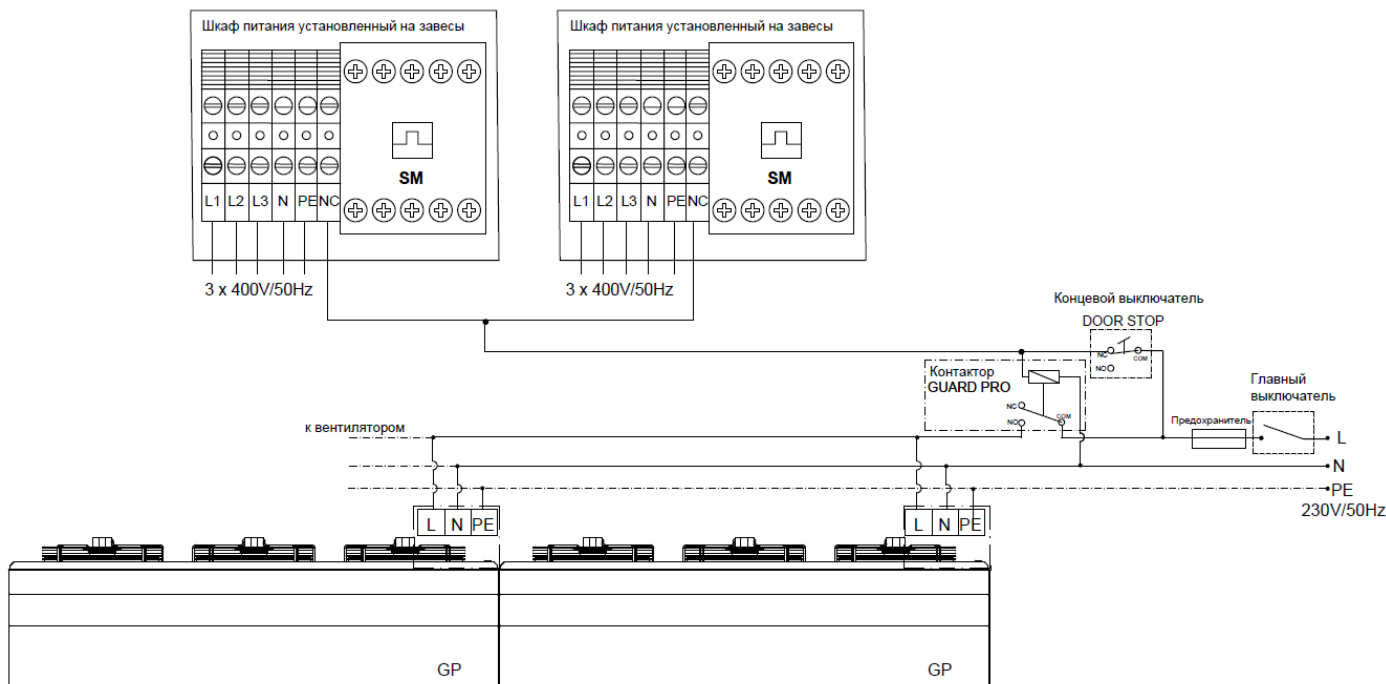 Шкаф питания установленный на завесы
Шкаф питания установленный на завесы
SM
SM
L1 L2 L3 N PE NC
L1 L2 L3 N PE NC
3 x 400V/50Hz
3 x 400V/50Hz
Концевой выключатель
DOOR STOP
NC
COM
NO
Контактор
GUARD PRO
NC
COM
NO
Главный
выключатель
Предохранитель
к вентилятором
L
N
PE
230V/50Hz
L N PE
L N PE
GP
GP